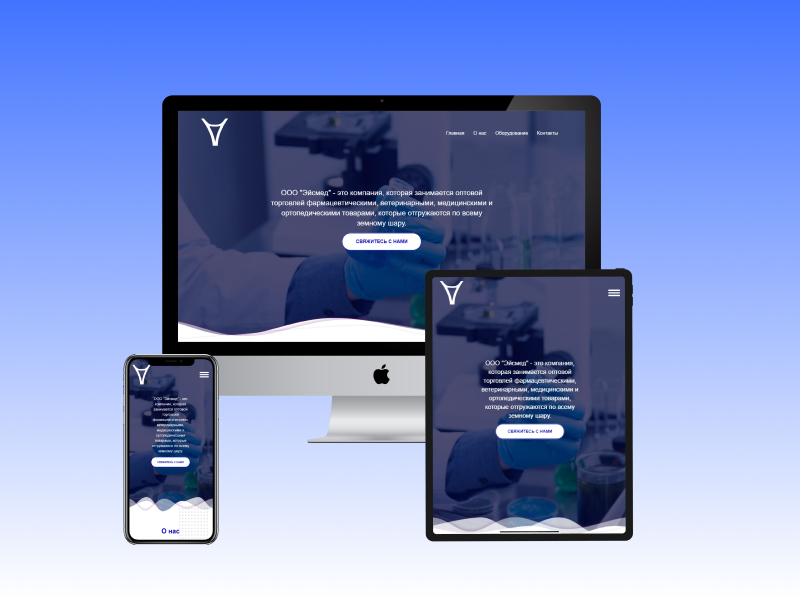 Главная О нас Оборудование Контакты
ООО "Эйсмед" - это компания, которая занимается оптовой
торговлей фармацевтическими, ветеринарными, медицинскими и
ортопедическими товарами, которые отгружаются по всему
земному шару.
СВЯЖИТЕСЬ С НАМИ
ООО "Эйсмед" - это компания,
которая занимается оптовой
торговлей фармацевтическими,
ветеринарными, медицинскими и
ортопедическими товарами,
которые отгружаются по всему
земному шару.
СВЯЖИТЕСЬ С НАМИ
ООО "Эйсмед" - это
компания, которая
занимается оптовой
торговлей
фармацевтическими,
ветеринарными,
медицинскими и
ортопедическими
товарами, которые
отгружаются по всему
земному шару.
СВЯЖИТЕСЬ С НАМИ
О нас